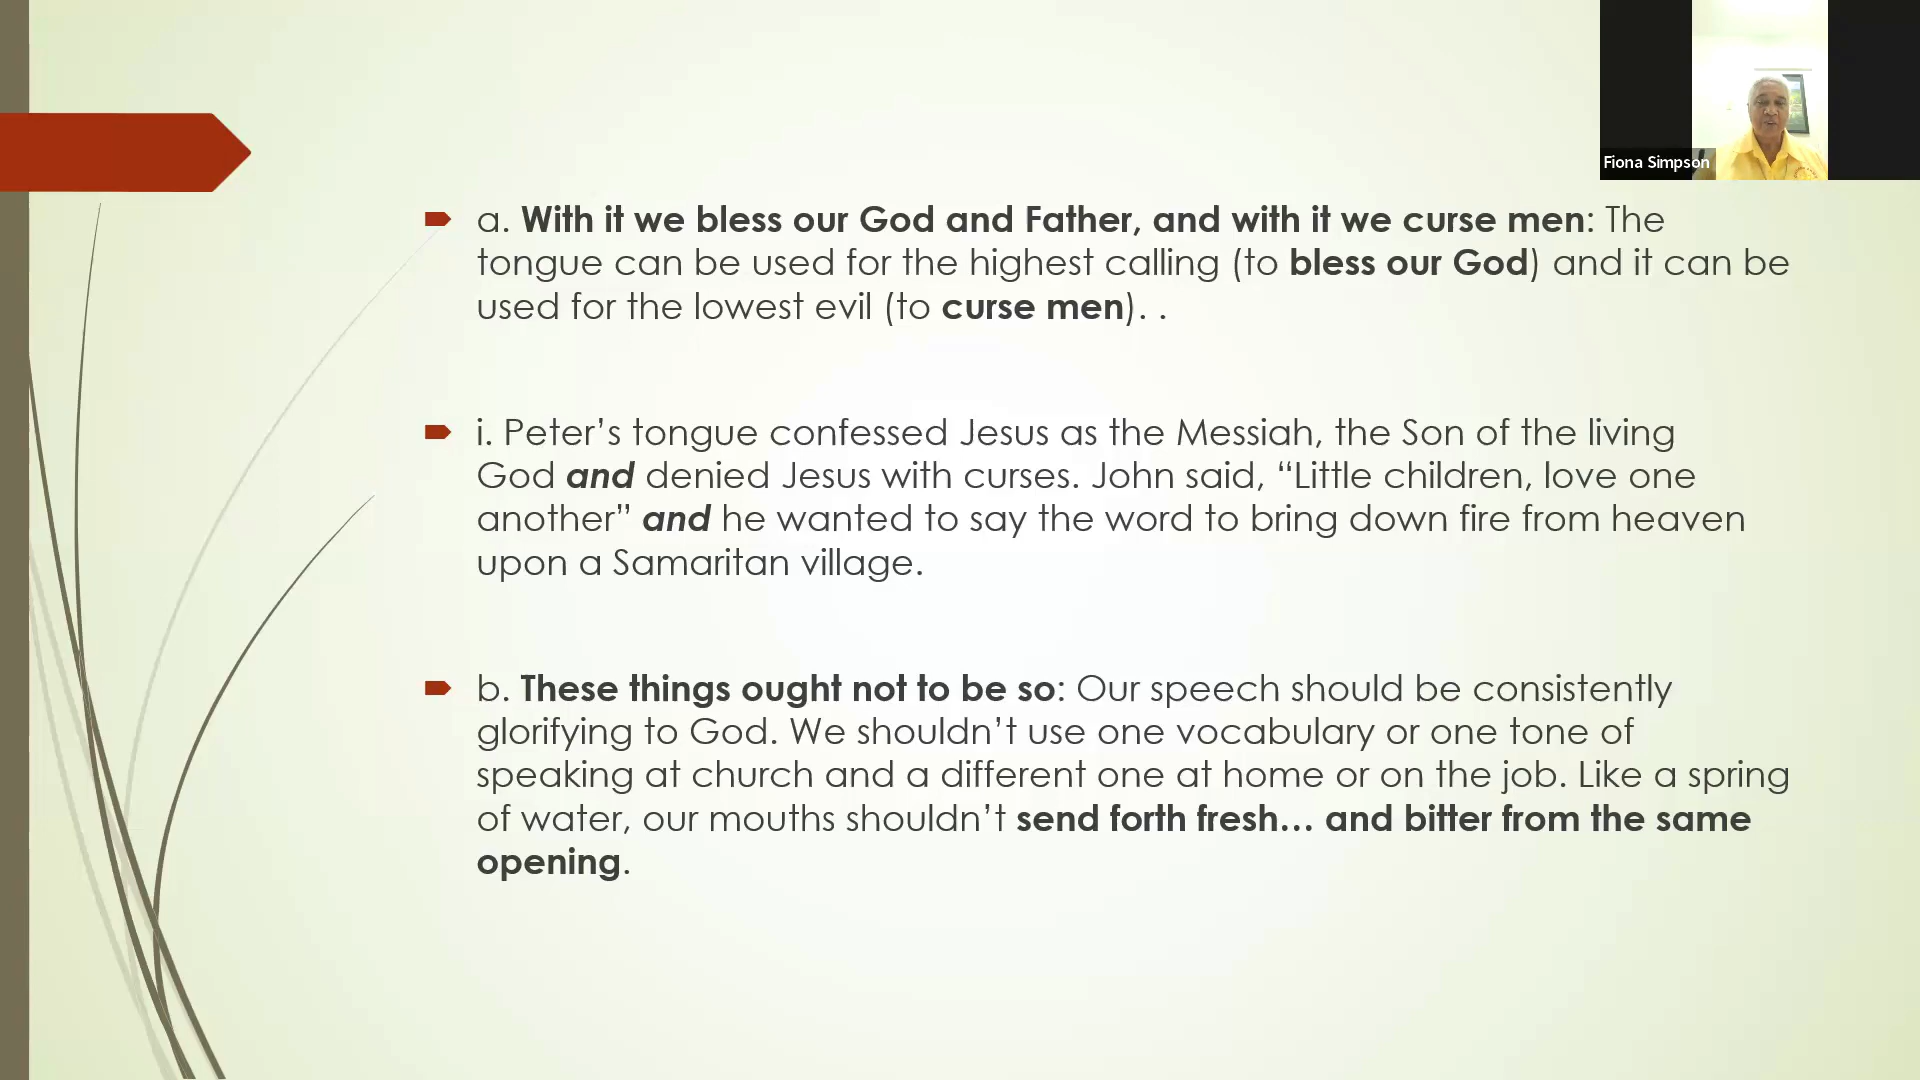 Fiona Simpson
a. With it we bless our God and Father, and with it we curse men: The
tongue can be used for the highest calling (to bless our God) and it can be
used for the lowest evil (to curse men). .
i. Peter’s tongue confessed Jesus as the Messiah, the Son of the living
God and denied Jesus with curses. John said, “Little children, love one
another” and he wanted to say the word to bring down fire from heaven
upon a Samaritan village.
b. These things ought not to be so: Our speech should be consistently
glorifying to God. We shouldn’t use one vocabulary or one tone of
speaking at church and a different one at home or on the job. Like a spring
of water, our mouths shouldn’t send forth fresh… and bitter from the same
opening.